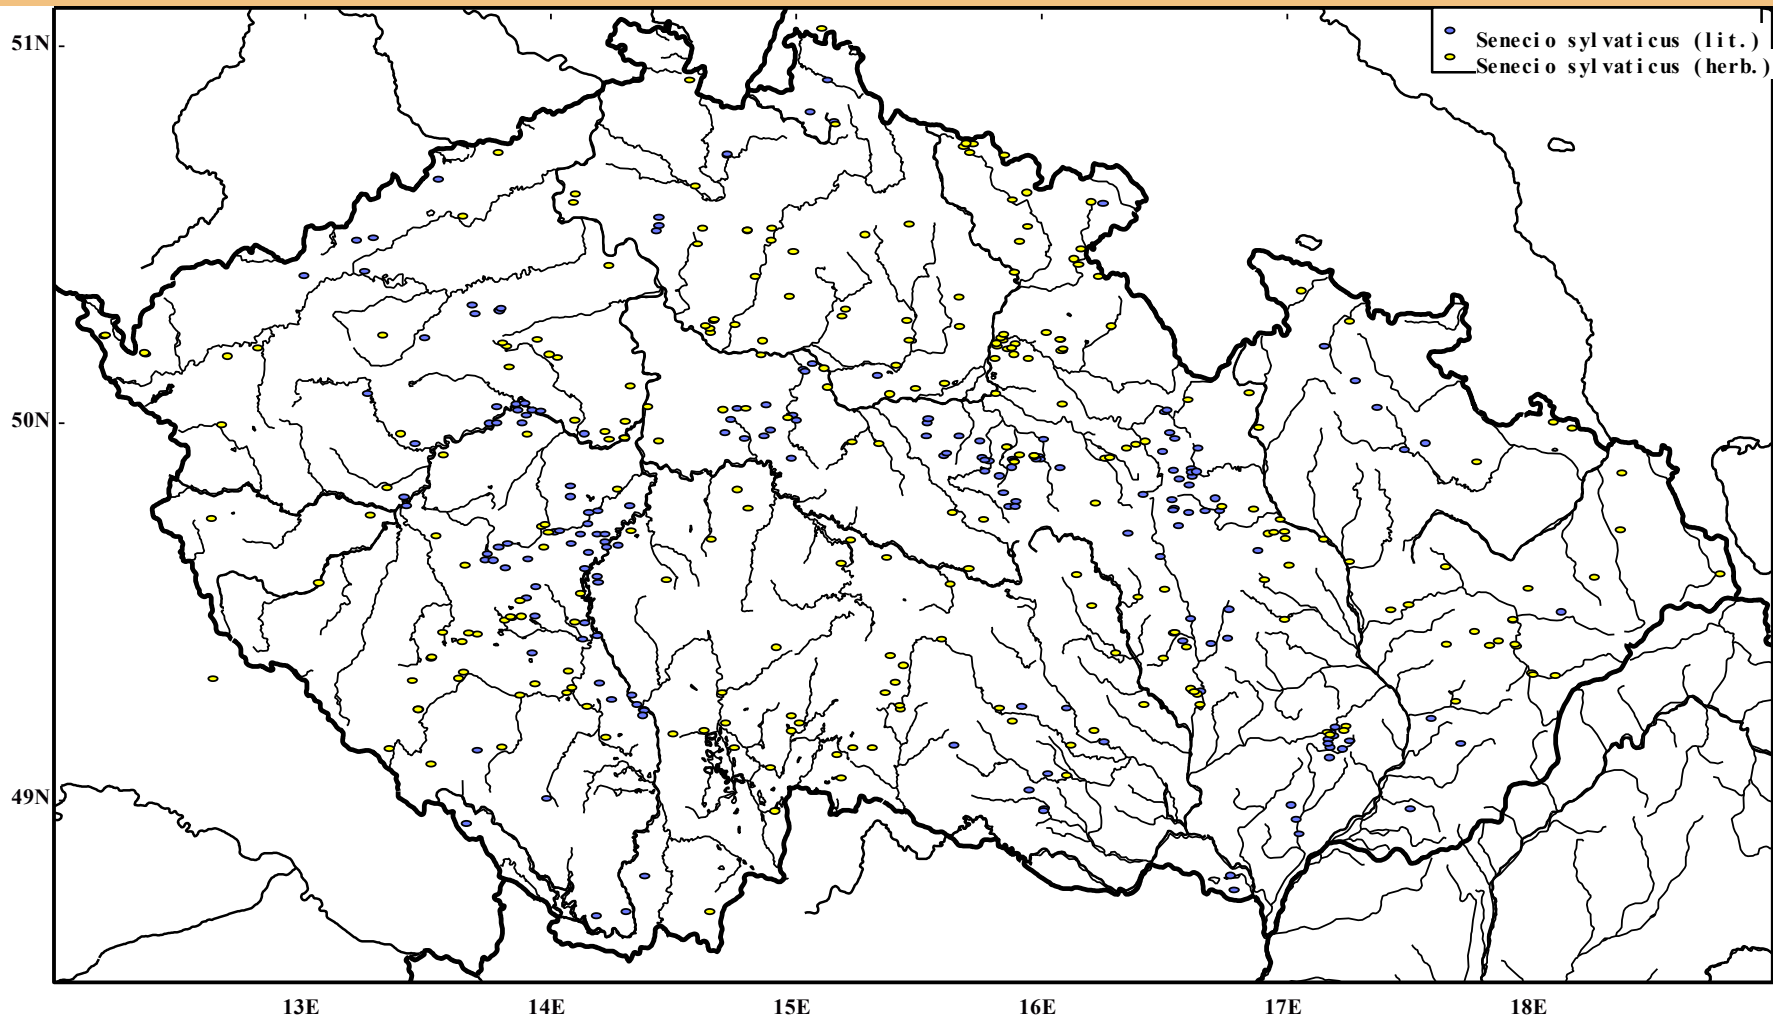 51N
Senecio sylvaticus (lit.)
Senecio sylvaticus (herb.)
50N
49N
13E 14E 15E 16E 17E 18E